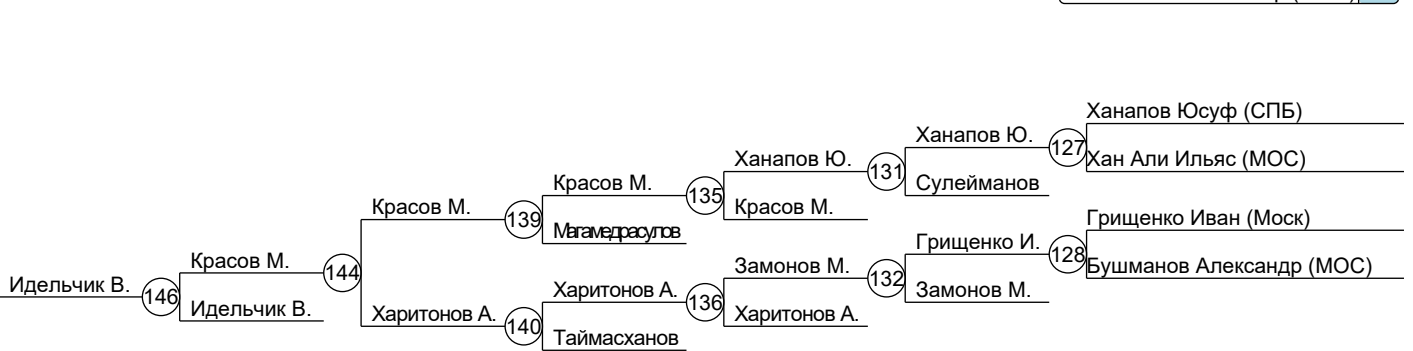 Ханапов Юсуф (СПБ)
Ханапов Ю.
127
Ханапов Ю.
Хан Али Ильяс (МОС)
131
Красов М.
Сулейманов
135
Красов М.
Красов М.
139
Магамедрасулов
Грищенко Иван (Моск)
Грищенко И.
128
Красов М.
Замонов М.
Бушманов Александр (МОС)
144
132
Идельчик В.
Харитонов А.
Замонов М.
146
136
Идельчик В.
Харитонов А.
Харитонов А.
140
Таймасханов